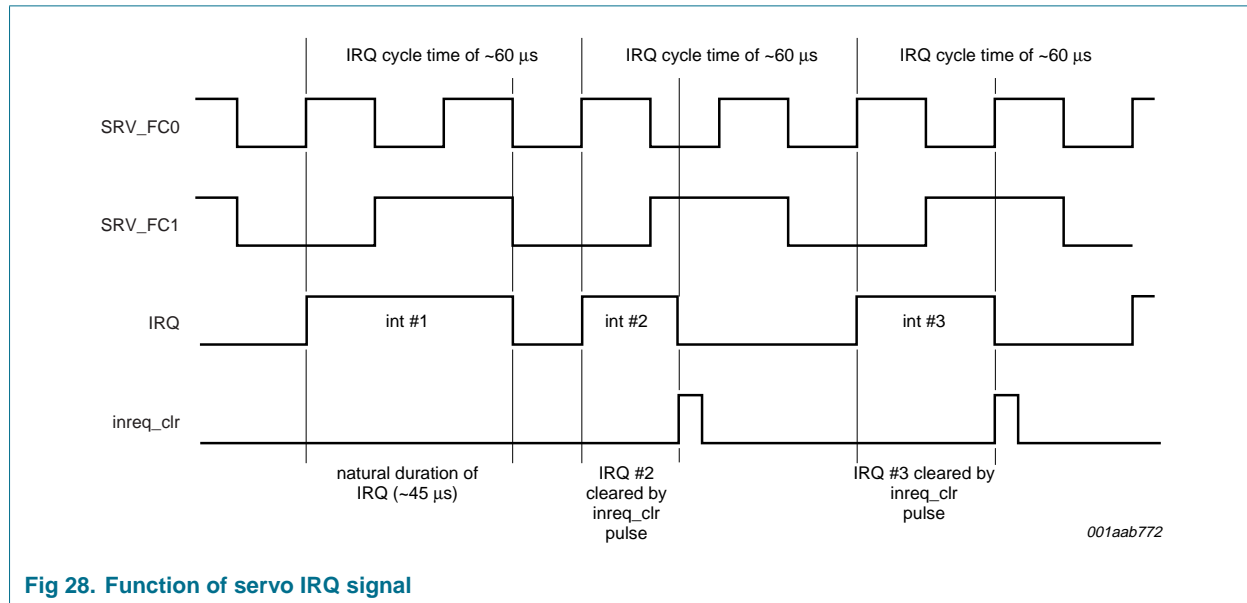 IRQ cycle time of ~60 μs IRQ cycle time of ~60 μs IRQ cycle time of ~60 μs
SRV_FC0
SRV_FC1
IRQ int #1 int #2 int #3
inreq_clr
natural duration of
IRQ (~45 μs)
IRQ #2
cleared by
inreq_clr
pulse
IRQ #3 cleared by
inreq_clr
pulse
001aab772
Fig 28. Function of servo IRQ signal